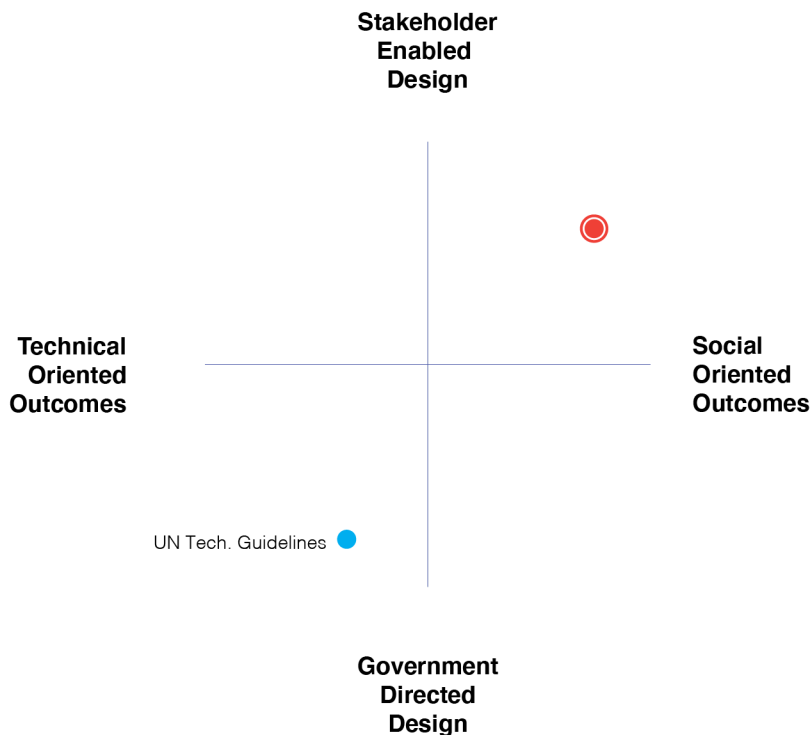 Stakeholder
Enabled
Design
Technical
Oriented
Outcomes
Social
Oriented
Outcomes
UN Tech. Guidelines
Government
Directed
Design